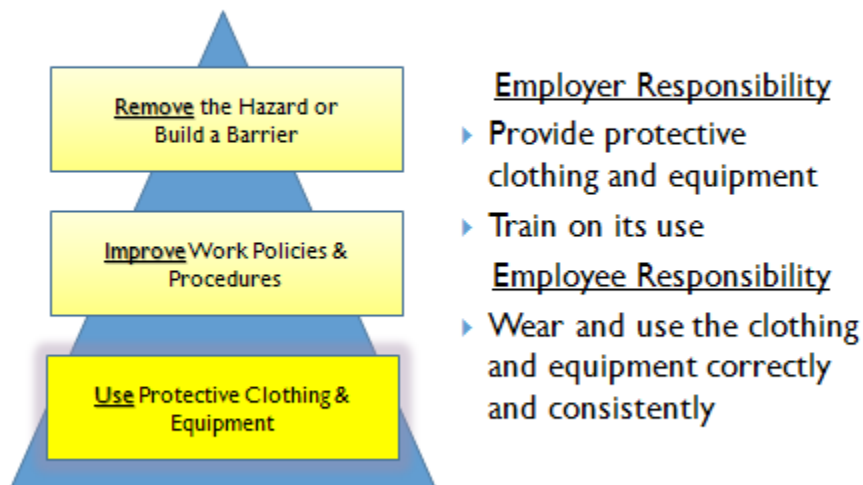 Remove the Hazard or
Build a Barrier
Improve Work Policies &
Procedures
Use Protective Clothing &
Equipment
Employer Responsibility
Provide protective
clothing and equipment
Train on its use
Employee Responsibility
Wear and use the clothing
and equipment correctly
and consistently